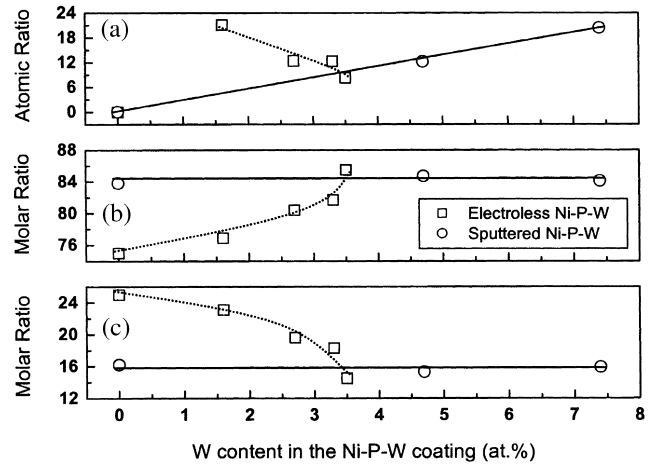 (a)
Atomic Ratio
24
18
12
6
0
(b)
Molar Ratio
88
84
80
76
Electroless Ni-P-W
Sputtered Ni-P-W
(c)
Molar Ratio
24
20
16
12
0 1 2 3 4 5 6 7 8
W content in the Ni-P-W coating (at.%)